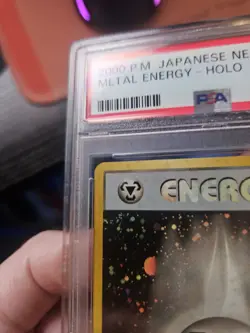 2000 P.M. JAPANESE NE
METAL ENERGY - HOLO
PSA
ENERG